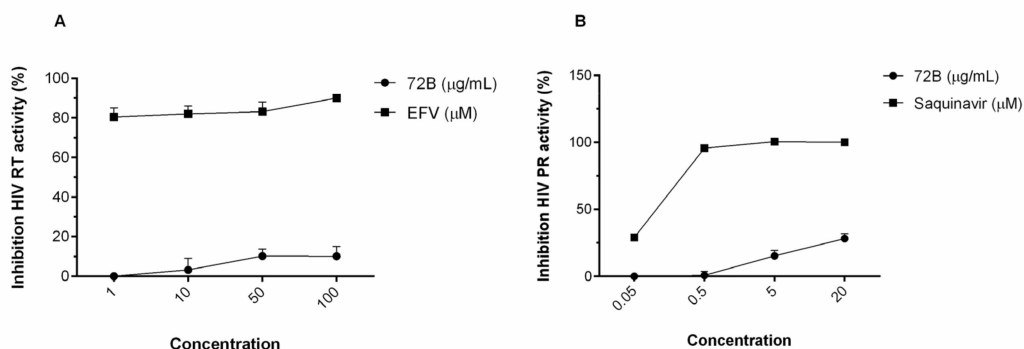 A
Inhibition HIV RT activity (%)
100
80
60
40
20
0
1
10
50
100
Concentration
72B (μg/mL)
EFV (μM)
B
Inhibition HIV PR activity (%)
150
100
50
0
0.05
0.5
5
20
Concentration
72B (μg/mL)
Saquinavir (μM)